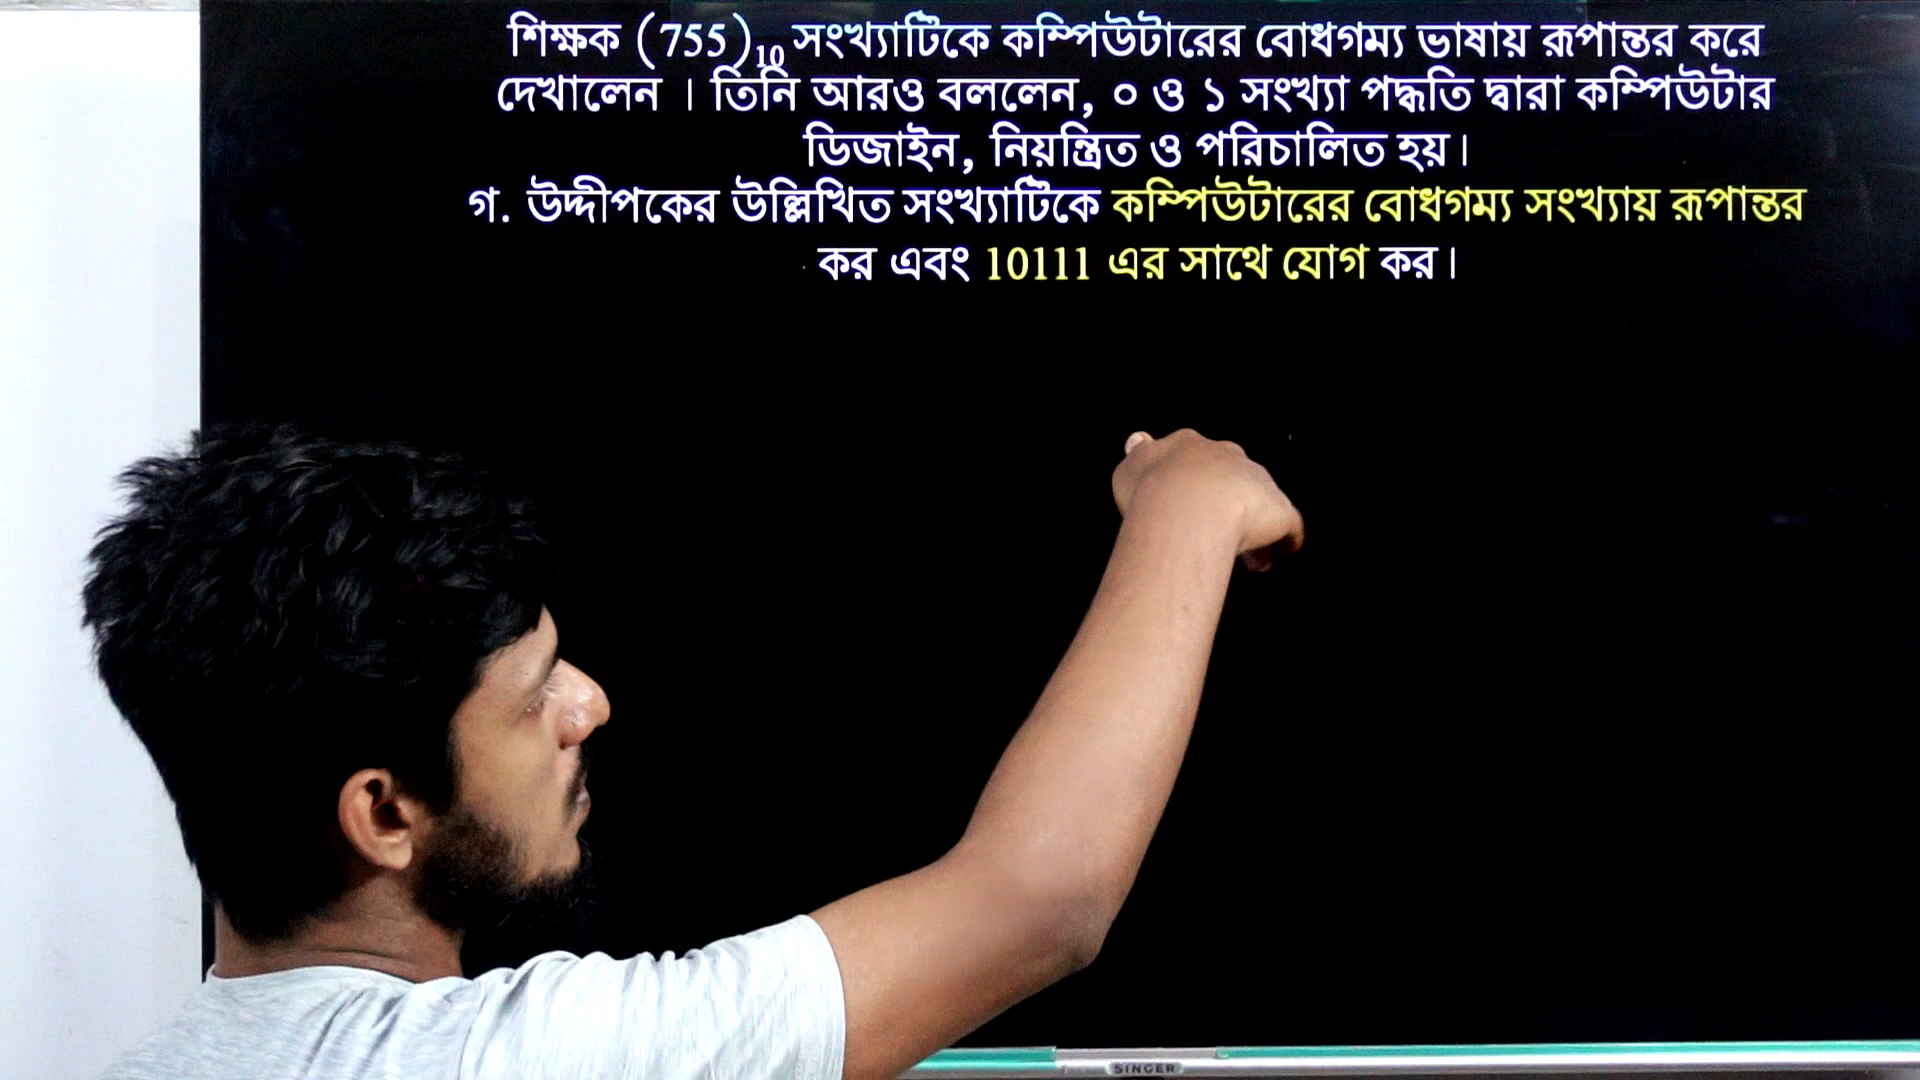 শিক্ষক (755)₁₀ সংখ্যাটিকে কম্পিউটারের বোধগম্য ভাষায় রূপান্তর করে
দেখালেন । তিনি আরও বললেন, ০ ও ১ সংখ্যা পদ্ধতি দ্বারা কম্পিউটার
ডিজাইন, নিয়ন্ত্রিত ও পরিচালিত হয়।
গ. উদ্দীপকের উল্লিখিত সংখ্যাটিকে কম্পিউটারের বোধগম্য সংখ্যায় রূপান্তর
কর এবং 10111 এর সাথে যোগ কর।
SINGER